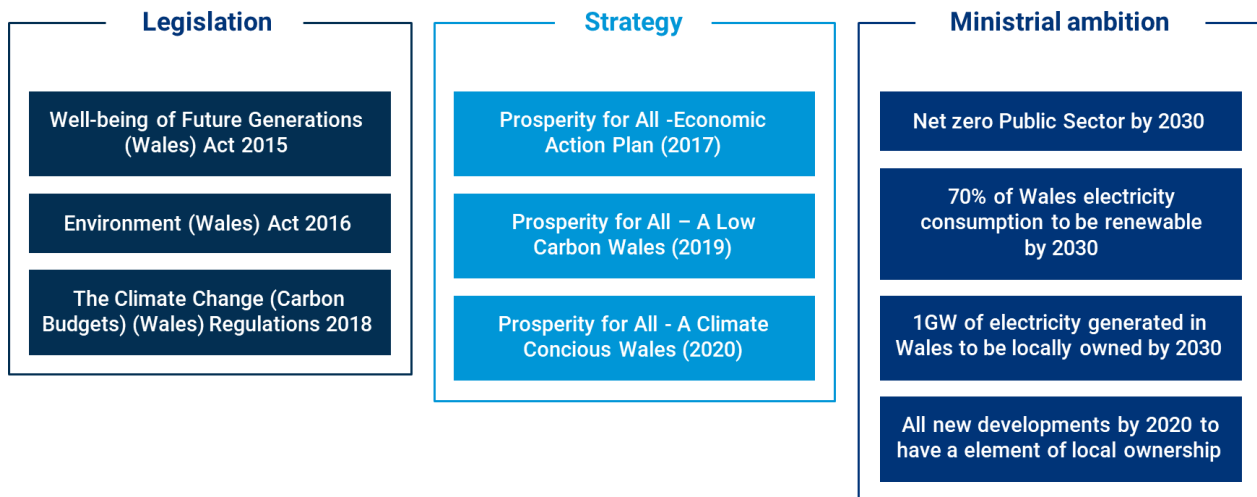 Legislation
Well-being of Future Generations
(Wales) Act 2015
Environment (Wales) Act 2016
The Climate Change (Carbon
Budgets) (Wales) Regulations 2018
Strategy
Prosperity for All -Economic
Action Plan (2017)
Prosperity for All – A Low
Carbon Wales (2019)
Prosperity for All - A Climate
Concious Wales (2020)
Ministrial ambition
Net zero Public Sector by 2030
70% of Wales electricity
consumption to be renewable
by 2030
1GW of electricity generated in
Wales to be locally owned by 2030
All new developments by 2020 to
have a element of local ownership